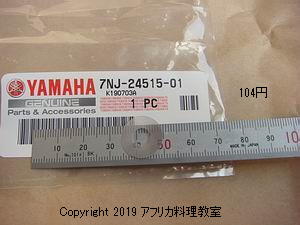 YAMAHA
GENUINE
Parts & Accessories
7NJ-24515-01
K190703A
1 PC
104円
10 20 30 40 50 60 70 80 90 100
MADE IN JAPAN
Copyright 2019 アフリカ料理教室